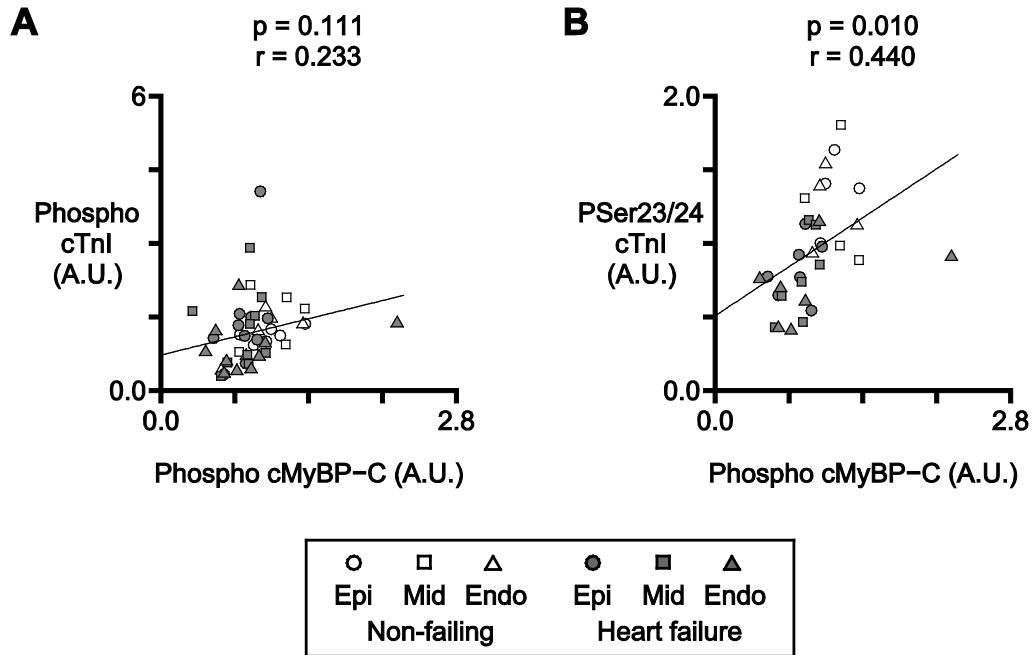 A
p = 0.111
r = 0.233
6
Phospho
cTnI
(A.U.)
0.0
0.0
2.8
Phospho cMyBP−C (A.U.)
B
p = 0.010
r = 0.440
2.0
PSer23/24
cTnI
(A.U.)
0.0
0.0
2.8
Phospho cMyBP−C (A.U.)
Epi Mid Endo Epi Mid Endo
Non-failing Heart failure